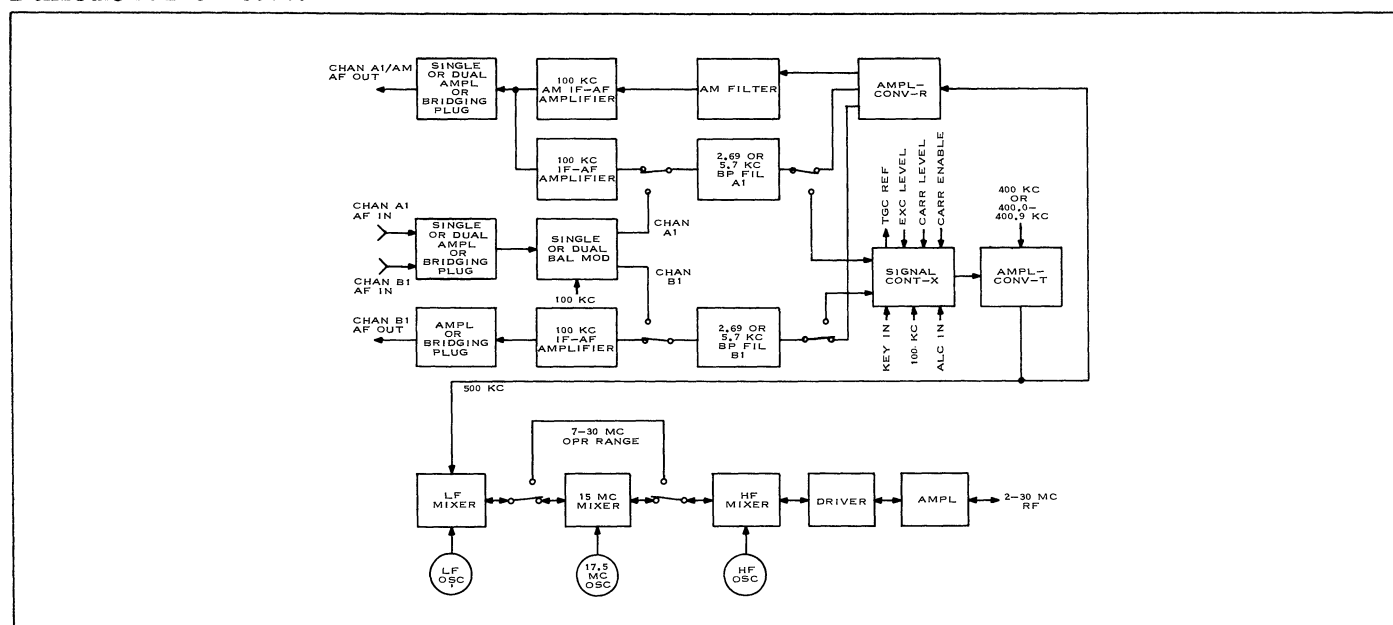 CHAN A1/AM
AF OUT
SINGLE
OR DUAL
AMPL
OR
BRIDGING
PLUG
100 KC
AM IF-AF
AMPLIFIER
AM FILTER
AMPL-
CONV-R
100 KC
IF-AF
AMPLIFIER
2.69 OR
5.7 KC
BP FIL
A1
TGC REF
EXC LEVEL
CARR LEVEL
CARR ENABLE
400 KC
OR
400.0-
400.9 KC
CHAN A1
AF IN
CHAN B1
AF IN
SINGLE
OR DUAL
AMPL
OR
BRIDGING
PLUG
SINGLE
OR DUAL
BAL MOD
100 KC
CHAN
A1
CHAN
B1
SIGNAL
CONT-X
AMPL-
CONV-T
CHAN B1
AF OUT
AMPL
OR
BRIDGING
PLUG
100 KC
IF-AF
AMPLIFIER
2.69 OR
5.7 KC
BP FIL
B1
KEY IN
100 KC
ALC IN
500 KC
7-30 MC
OPR RANGE
LF
MIXER
15 MC
MIXER
HF
MIXER
DRIVER
AMPL
2-30 MC
RF
LF
OSC
17.5
MC
OSC
HF
OSC